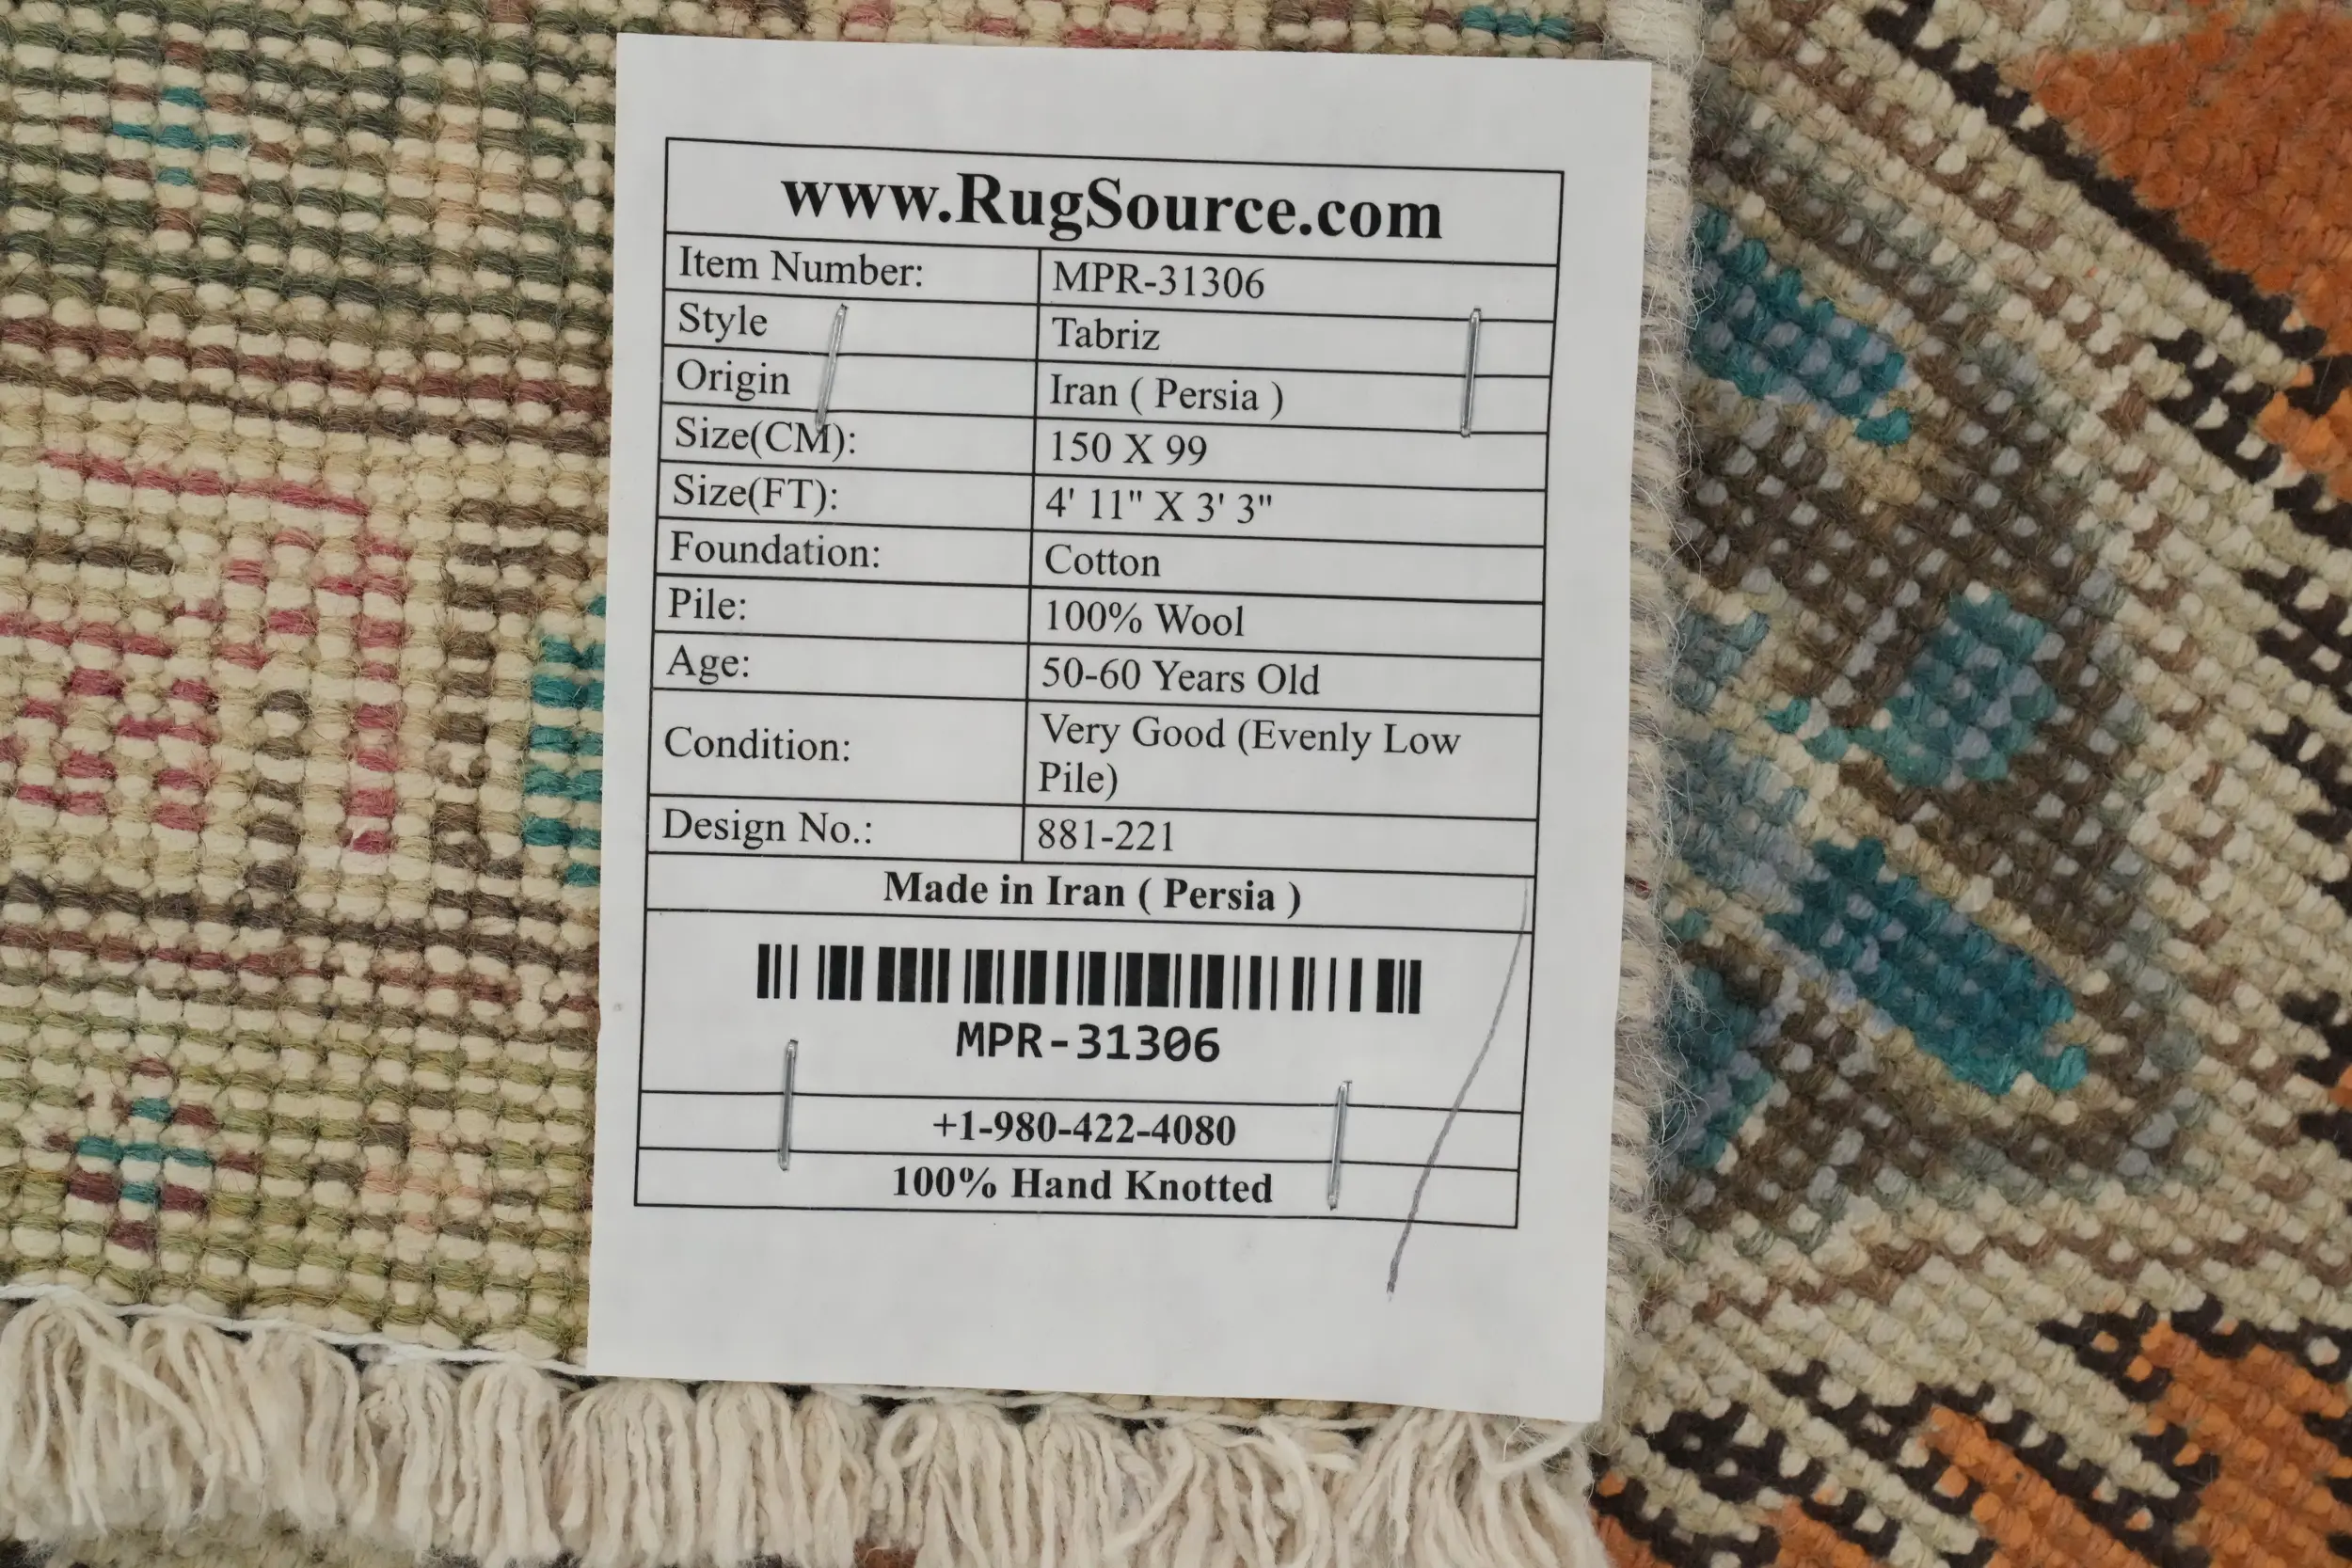 www.RugSource.com
Item Number: MPR-31306
Style Tabriz
Origin Iran ( Persia )
Size(CM): 150 X 99
Size(FT): 4' 11" X 3' 3"
Foundation: Cotton
Pile: 100% Wool
Age: 50-60 Years Old
Condition: Very Good (Evenly Low
Pile)
Design No.: 881-221
Made in Iran ( Persia )
MPR-31306
+1-980-422-4080
100% Hand Knotted